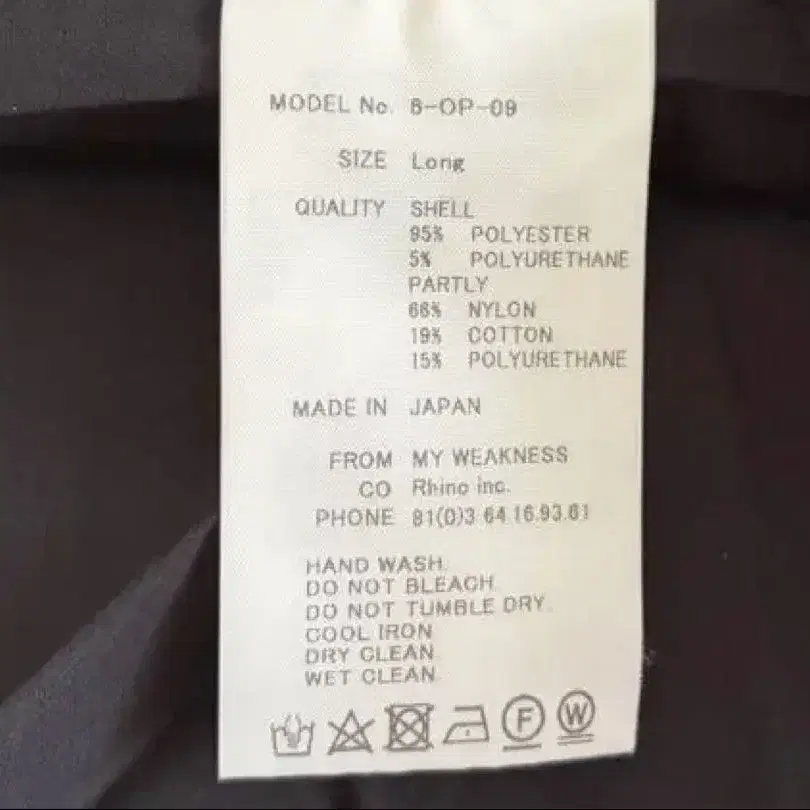 MODEL No. 6-OP-09
SIZE Long
QUALITY SHELL
95% POLYESTER
5% POLYURETHANE
PARTLY
66% NYLON
19% COTTON
15% POLYURETHANE
MADE IN JAPAN
FROM MY WEAKNESS
CO Rhino inc.
PHONE 81(0)3 64 16.93.61
HAND WASH.
DO NOT BLEACH.
DO NOT TUMBLE DRY.
COOL IRON.
DRY CLEAN.
WET CLEAN.
F W